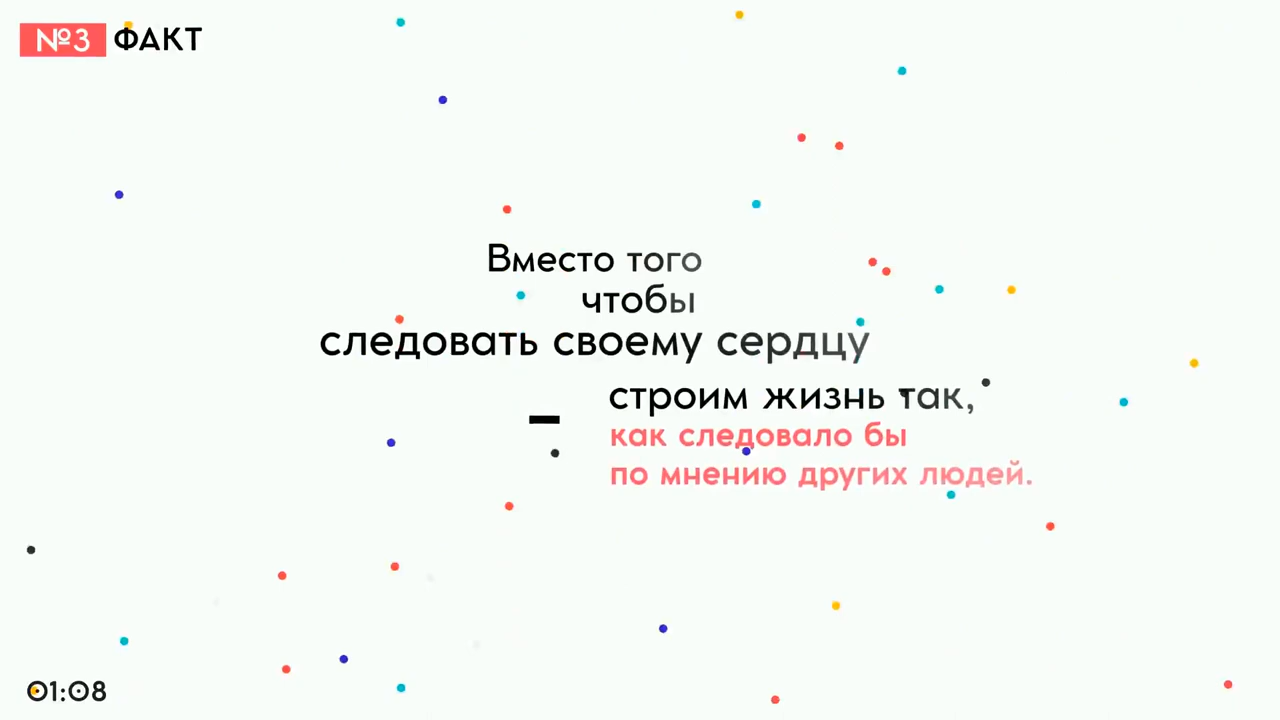 №3 ФАКТ
Вместо того
чтобы
следовать своему сердцу
– строим жизнь так,
как следовало бы
по мнению других людей.
01:08